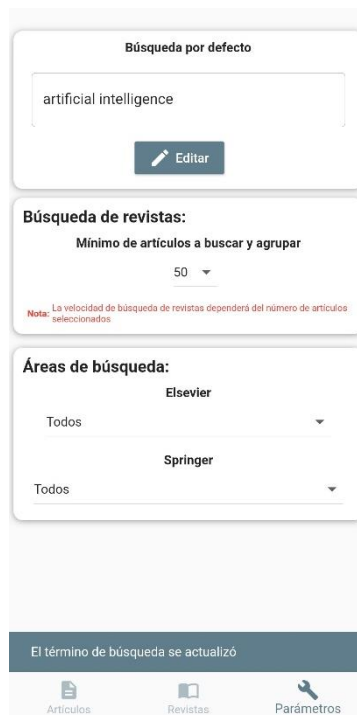 Búsqueda por defecto
artificial intelligence
Editar
Búsqueda de revistas:
Mínimo de artículos a buscar y agrupar
50
Nota: La velocidad de búsqueda de revistas dependerá del número de artículos
seleccionados
Áreas de búsqueda:
Elsevier
Todos
Springer
Todos
El término de búsqueda se actualizó
Artículos Revistas Parámetros